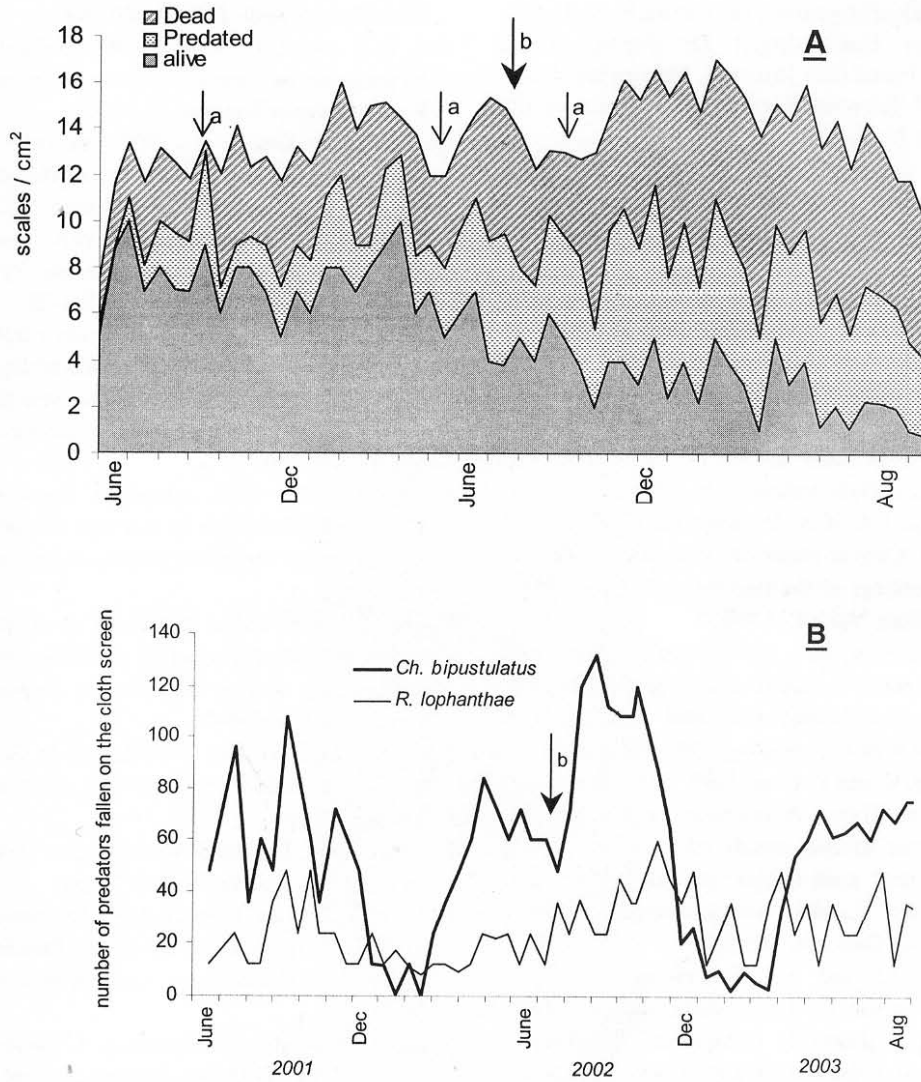 Dead
Predated
alive
A
18
16
14
12
10
8
6
4
2
0
scales / cm²
a
b
a
a
June
Dec
June
Dec
Aug
B
140
120
100
80
60
40
20
0
number of predators fallen on the cloth screen
Ch. bipustulatus
R. lophanthae
b
June
Dec
June
Dec
Aug
2001
2002
2003